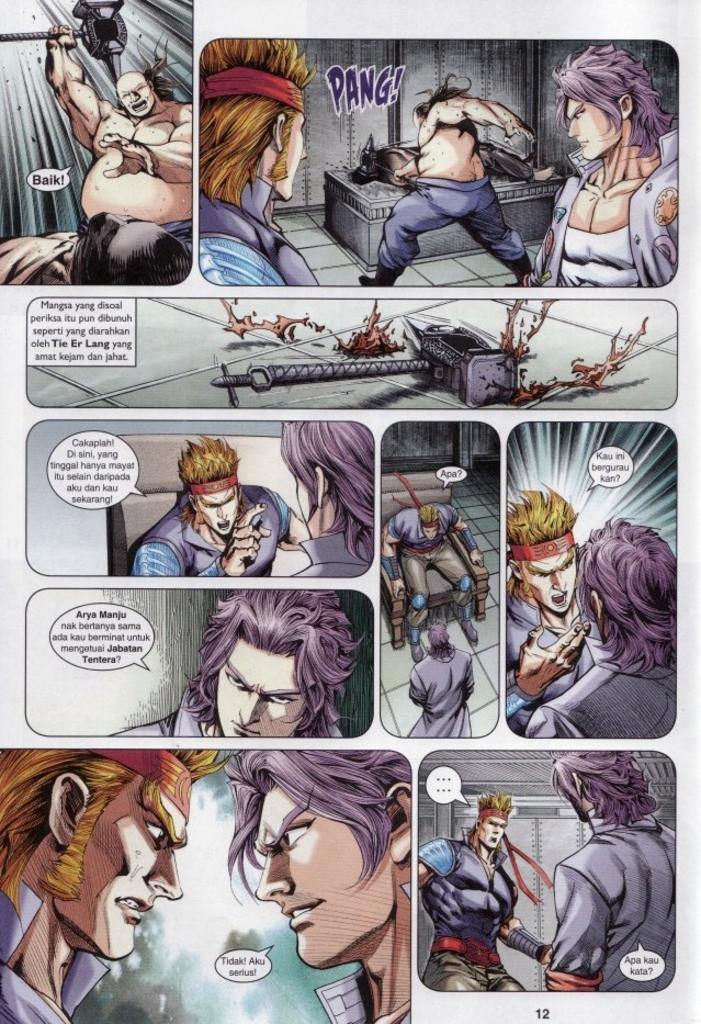 Baik!
PANG!
Mangsa yang disoal
periksa itu pun dibunuh
seperti yang diarahkan
oleh Tie Er Lang yang
amat kejam dan jahat.
Cakaplah!
Di sini, yang
tinggal hanya mayat
itu selain daripada
aku dan kau
sekarang!
Apa?
Kau ini
bergurau
kan?
Arya Manju
nak bertanya sama
ada kau berminat untuk
mengetuai Jabatan
Tentera?
Tidak! Aku
serius!
...
...
Apa kau
kata?
12